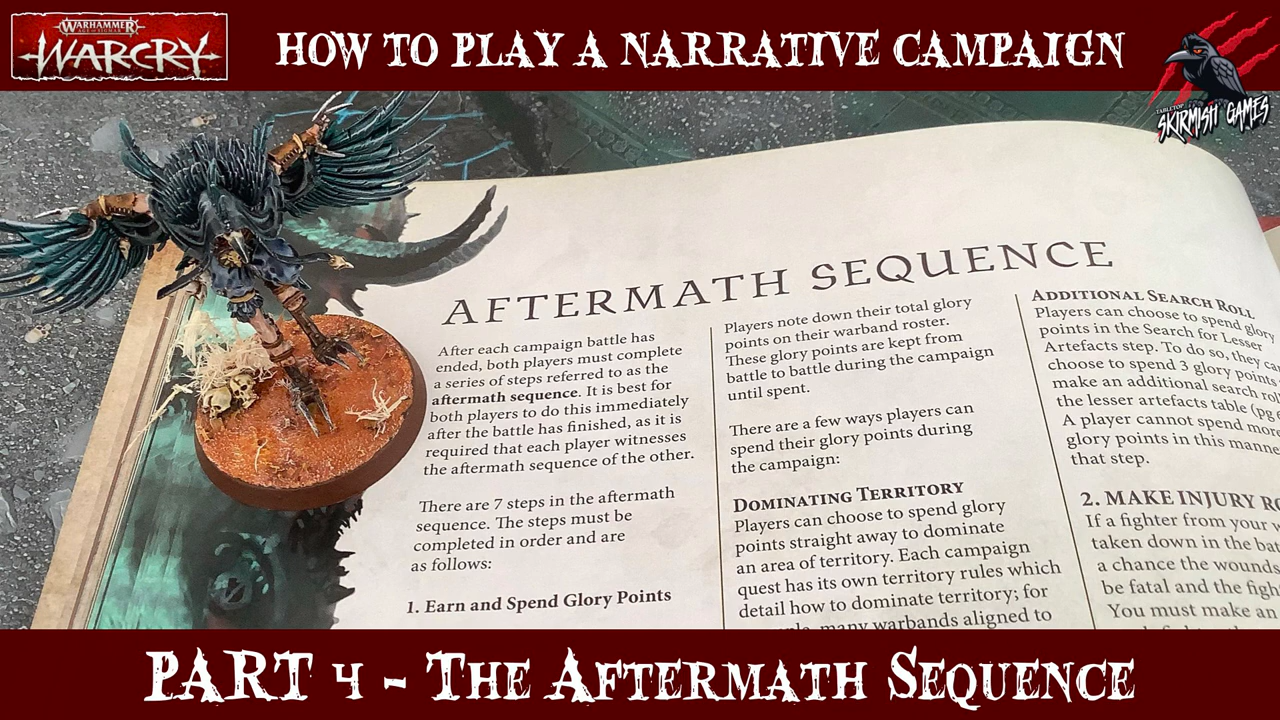 WARHAMMER
AGE OF SIGMAR
WARCRY
HOW TO PLAY A NARRATIVE CAMPAIGN
TABLETOP
SKIRMISH GAMES
AFTERMATH SEQUENCE
After each campaign battle has
ended, both players must complete
a series of steps referred to as the
aftermath sequence. It is best for
both players to do this immediately
after the battle has finished, as it is
required that each player witnesses
the aftermath sequence of the other.
There are 7 steps in the aftermath
sequence. The steps must be
completed in order and are
as follows:
1. Earn and Spend Glory Points
Players note down their total glory
points on their warband roster.
These glory points are kept from
battle to battle during the campaign
until spent.
There are a few ways players can
spend their glory points during
the campaign:
DOMINATING TERRITORY
Players can choose to spend glory
points straight away to dominate
an area of territory. Each campaign
quest has its own territory rules which
detail how to dominate territory; for
many warbands aligned to
ADDITIONAL SEARCH ROLL
Players can choose to spend glory
points in the Search for Lesser
Artefacts step. To do so, they can
choose to spend 3 glory points
make an additional search
the lesser artefacts table (pg
A player cannot spend more
glory points in this manner
that step.
2. MAKE INJURY
If a fighter from your
taken down in the
a chance the wounds
be fatal and the
You must make an
PART 4 - THE AFTERMATH SEQUENCE